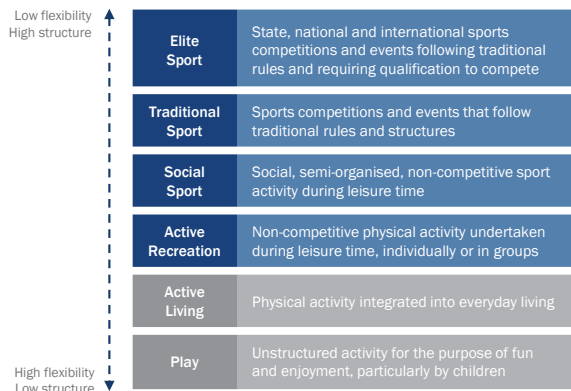 Low flexibility
High structure
Elite
Sport
State, national and international sports
competitions and events following traditional
rules and requiring qualification to compete
Traditional
Sport
Sports competitions and events that follow
traditional rules and structures
Social
Sport
Social, semi-organised, non-competitive sport
activity during leisure time
Active
Recreation
Non-competitive physical activity undertaken
during leisure time, individually or in groups
Active
Living
Physical activity integrated into everyday living
Play
Unstructured activity for the purpose of fun
and enjoyment, particularly by children
High flexibility
Low structure